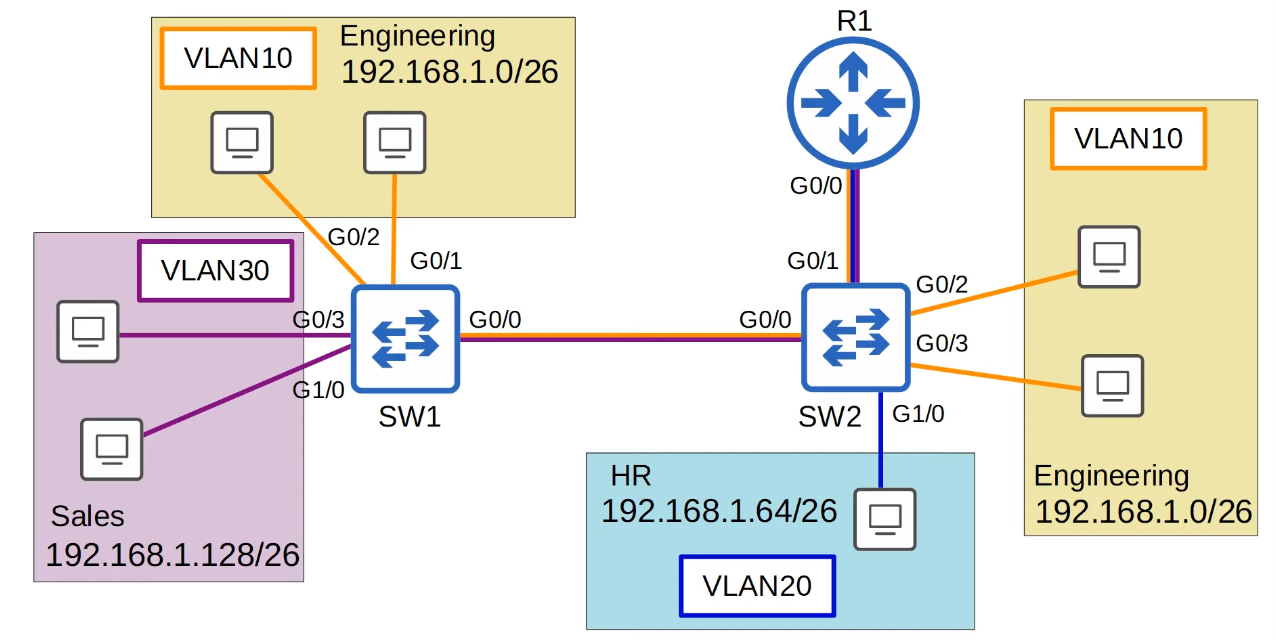 VLAN10
Engineering
192.168.1.0/26
R1
G0/0
VLAN10
G0/2
G0/1
G0/1
VLAN30
G0/3
G0/0
G0/0
G0/2
G0/3
G1/0
SW1
SW2
G1/0
Sales
192.168.1.128/26
HR
192.168.1.64/26
VLAN20
Engineering
192.168.1.0/26